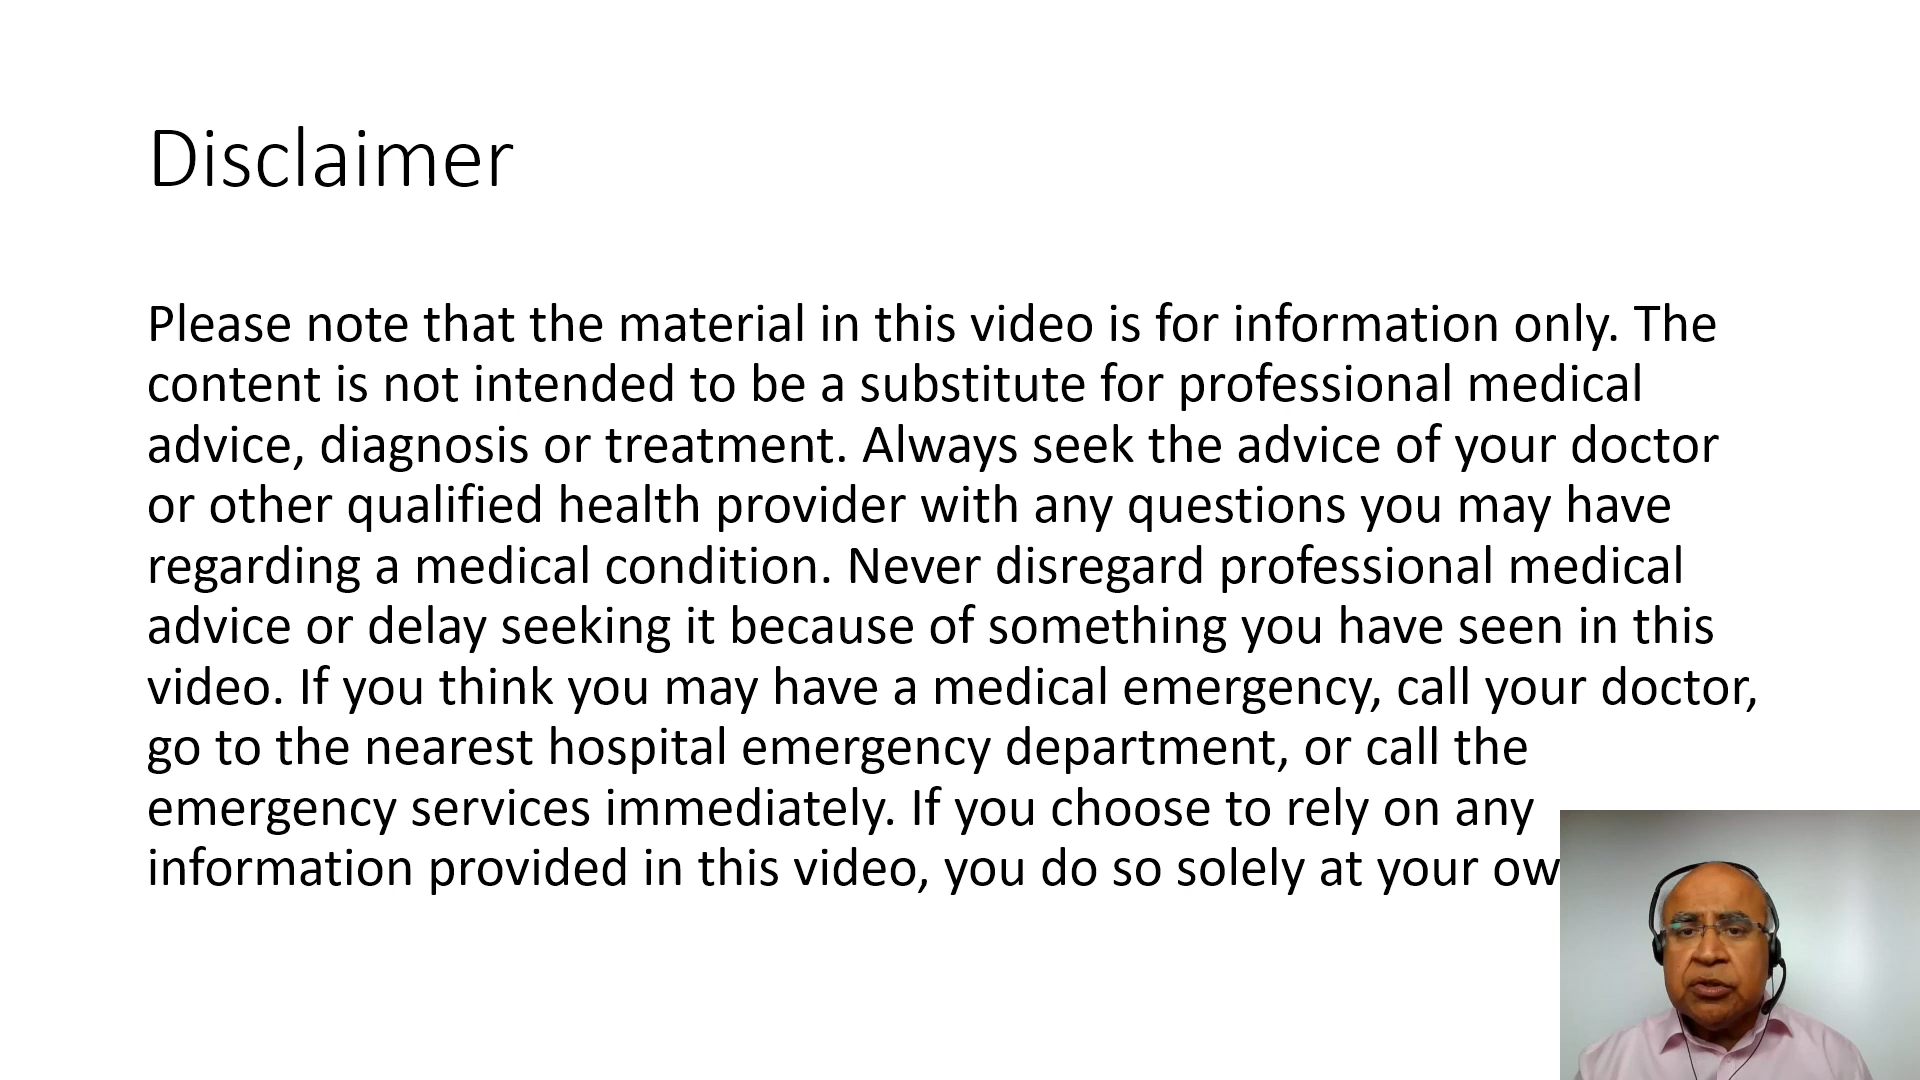 Disclaimer
Please note that the material in this video is for information only. The
content is not intended to be a substitute for professional medical
advice, diagnosis or treatment. Always seek the advice of your doctor
or other qualified health provider with any questions you may have
regarding a medical condition. Never disregard professional medical
advice or delay seeking it because of something you have seen in this
video. If you think you may have a medical emergency, call your doctor,
go to the nearest hospital emergency department, or call the
emergency services immediately. If you choose to rely on any
information provided in this video, you do so solely at your